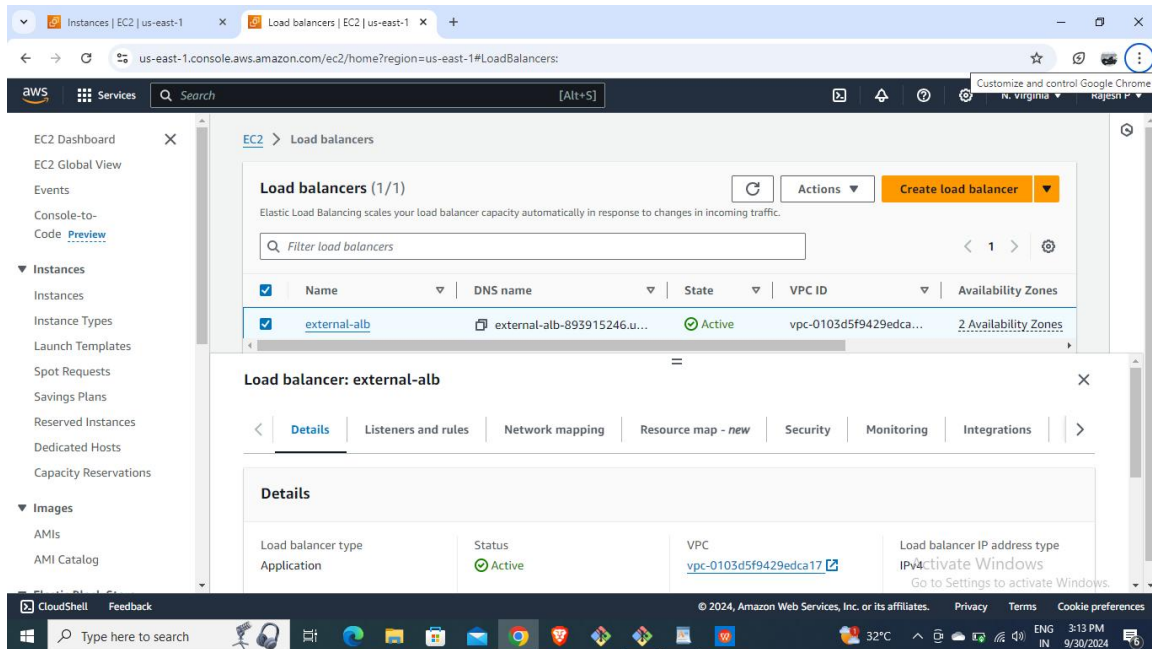 Instances | EC2 | us-east-1
Load balancers | EC2 | us-east-1
us-east-1.console.aws.amazon.com/ec2/home?region=us-east-1#LoadBalancers:
Customize and control Google Chrome
aws Services Search [Alt+S] N. Virginia Rajesh P
EC2 Dashboard
EC2 Global View
Events
Console-to-
Code Preview
Instances
Instances
Instance Types
Launch Templates
Spot Requests
Savings Plans
Reserved Instances
Dedicated Hosts
Capacity Reservations
Images
AMIs
AMI Catalog
EC2 > Load balancers
Load balancers (1/1)
Actions
Create load balancer
Elastic Load Balancing scales your load balancer capacity automatically in response to changes in incoming traffic.
Filter load balancers
1
Name DNS name State VPC ID Availability Zones
external-alb external-alb-893915246.u... Active vpc-0103d5f9429edca... 2 Availability Zones
Load balancer: external-alb
Details Listeners and rules Network mapping Resource map - new Security Monitoring Integrations
Details
Load balancer type Status VPC Load balancer IP address type
Application Active vpc-0103d5f9429edca17 IPv4
Activate Windows
Go to Settings to activate Windows.
CloudShell Feedback © 2024, Amazon Web Services, Inc. or its affiliates. Privacy Terms Cookie preferences
Type here to search 32°C ENG 3:13 PM
IN 9/30/2024